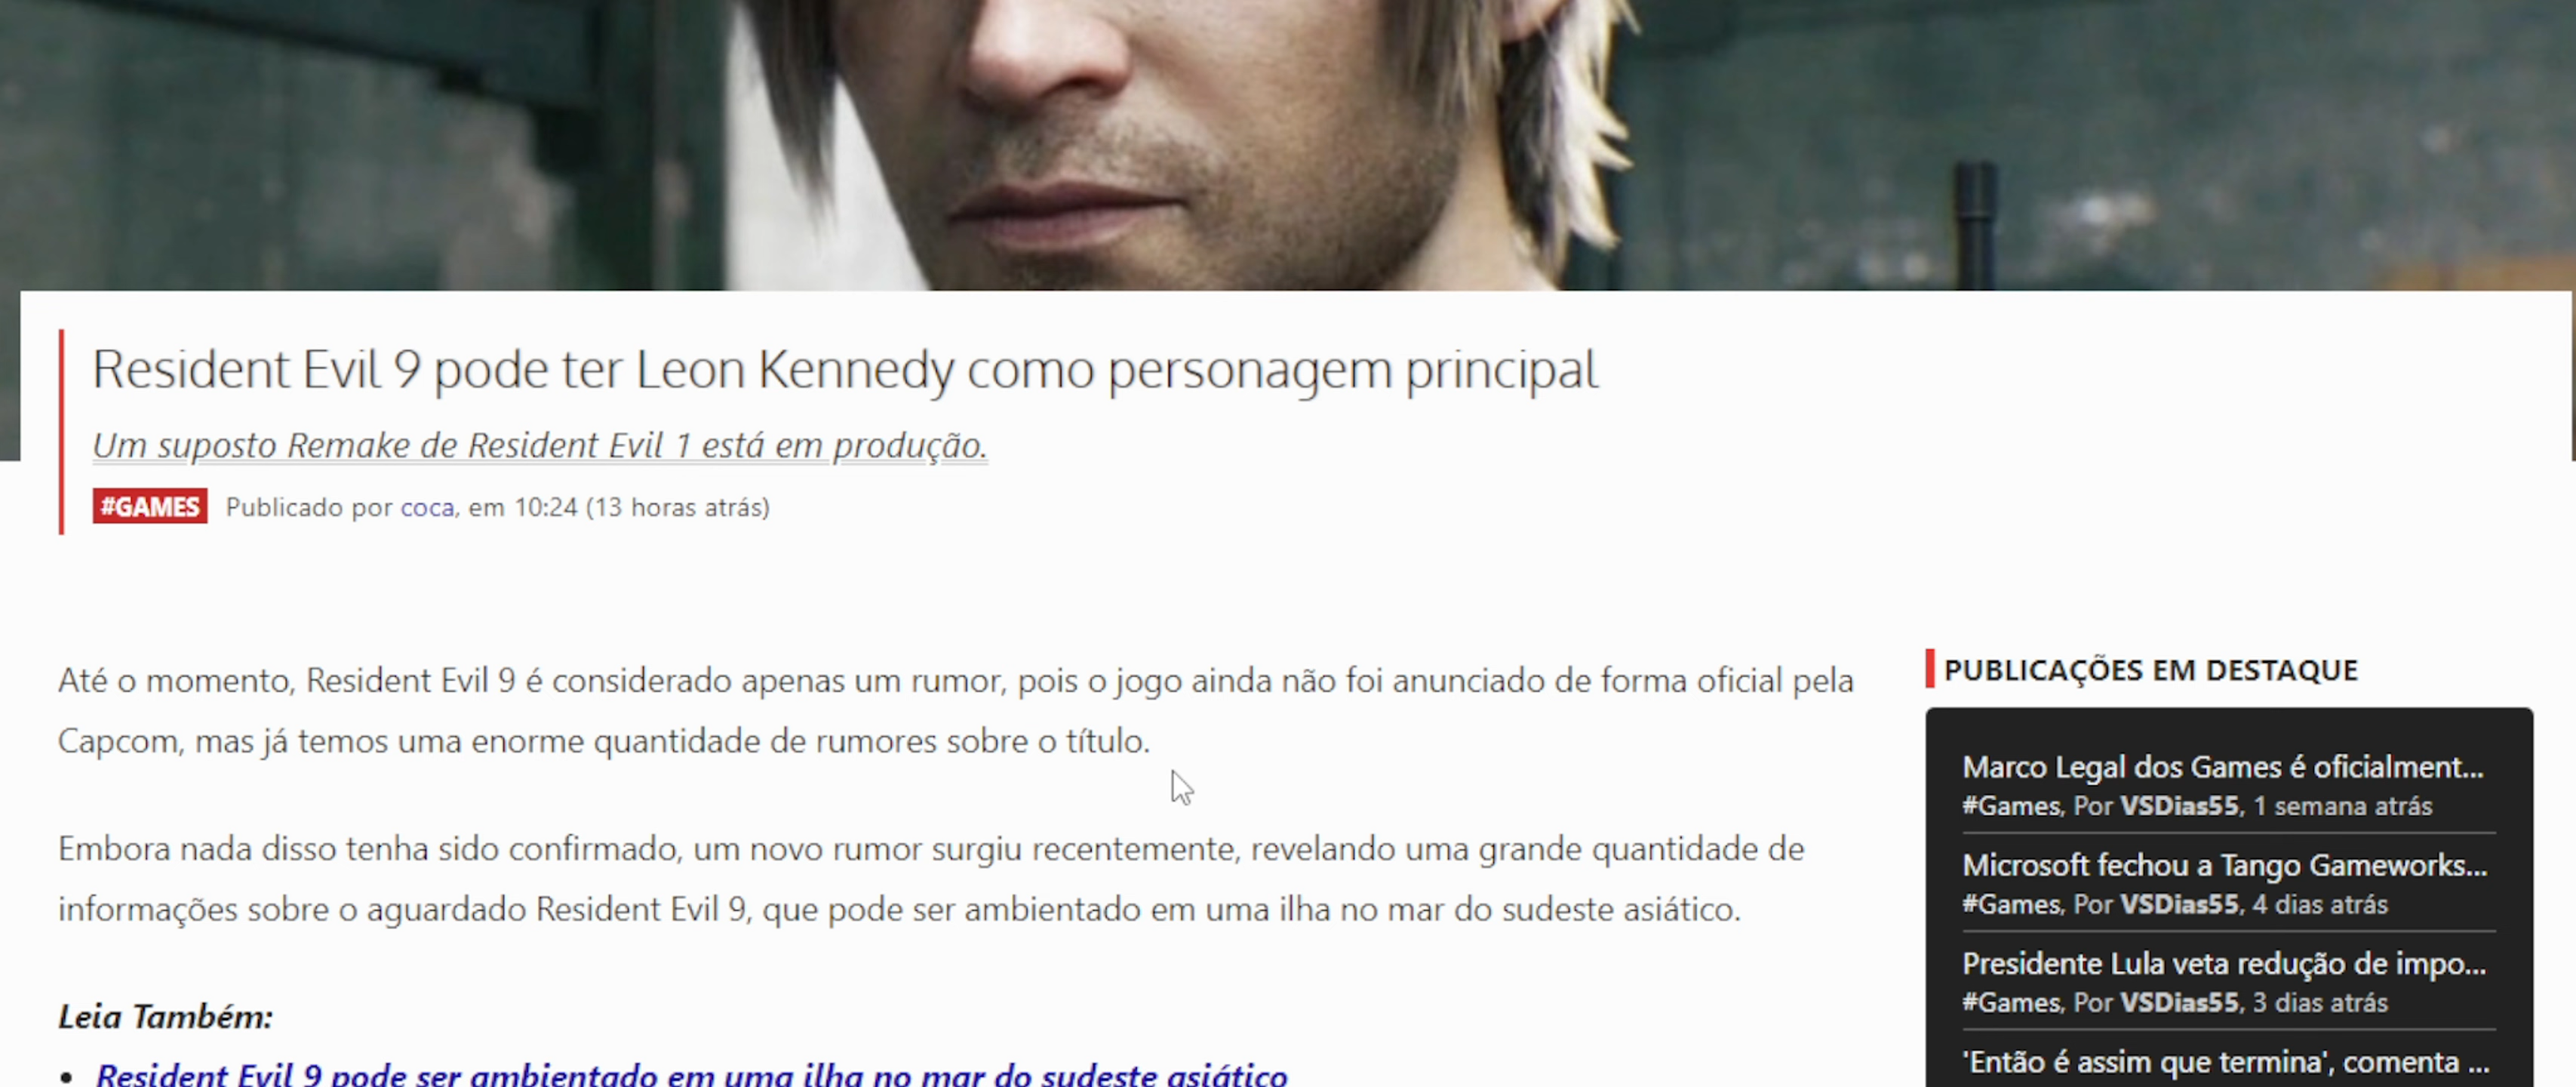 Resident Evil 9 pode ter Leon Kennedy como personagem principal
Um suposto Remake de Resident Evil 1 está em produção.
#GAMES Publicado por coca, em 10:24 (13 horas atrás)
Até o momento, Resident Evil 9 é considerado apenas um rumor, pois o jogo ainda não foi anunciado de forma oficial pela
Capcom, mas já temos uma enorme quantidade de rumores sobre o título.
Embora nada disso tenha sido confirmado, um novo rumor surgiu recentemente, revelando uma grande quantidade de
informações sobre o aguardado Resident Evil 9, que pode ser ambientado em uma ilha no mar do sudeste asiático.
Leia Também:
• Resident Evil 9 pode ser ambientado em uma ilha no mar do sudeste asiático
PUBLICAÇÕES EM DESTAQUE
Marco Legal dos Games é oficialment...
#Games, Por VSDias55, 1 semana atrás
Microsoft fechou a Tango Gameworks...
#Games, Por VSDias55, 4 dias atrás
Presidente Lula veta redução de impo...
#Games, Por VSDias55, 3 dias atrás
'Então é assim que termina', comenta ...